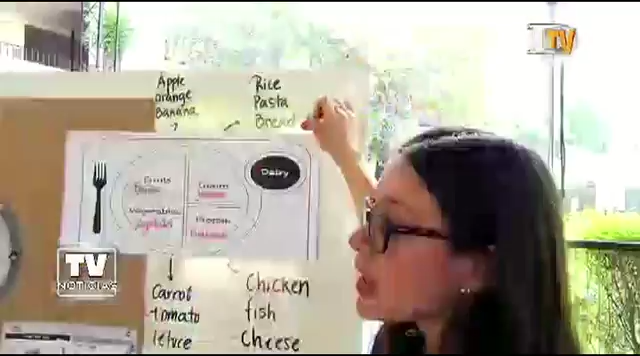 TV
Apple
orange
Banana
Rice
Pasta
Bread
Dairy
Fruits
Grains
Vegetables
Protein
TV
NOTICIAS
Carrot
tomato
letuce
Chicken
fish
Cheese